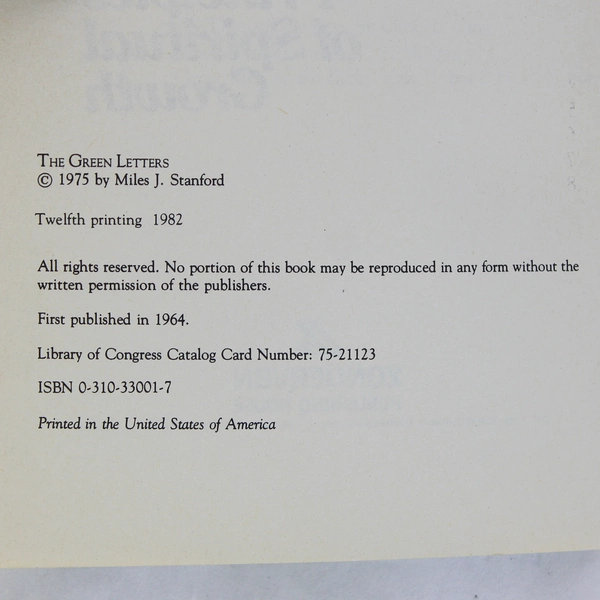 THE GREEN LETTERS
© 1975 by Miles J. Stanford
Twelfth printing 1982
All rights reserved. No portion of this book may be reproduced in any form without the
written permission of the publishers.
First published in 1964.
Library of Congress Catalog Card Number: 75-21123
ISBN 0-310-33001-7
Printed in the United States of America